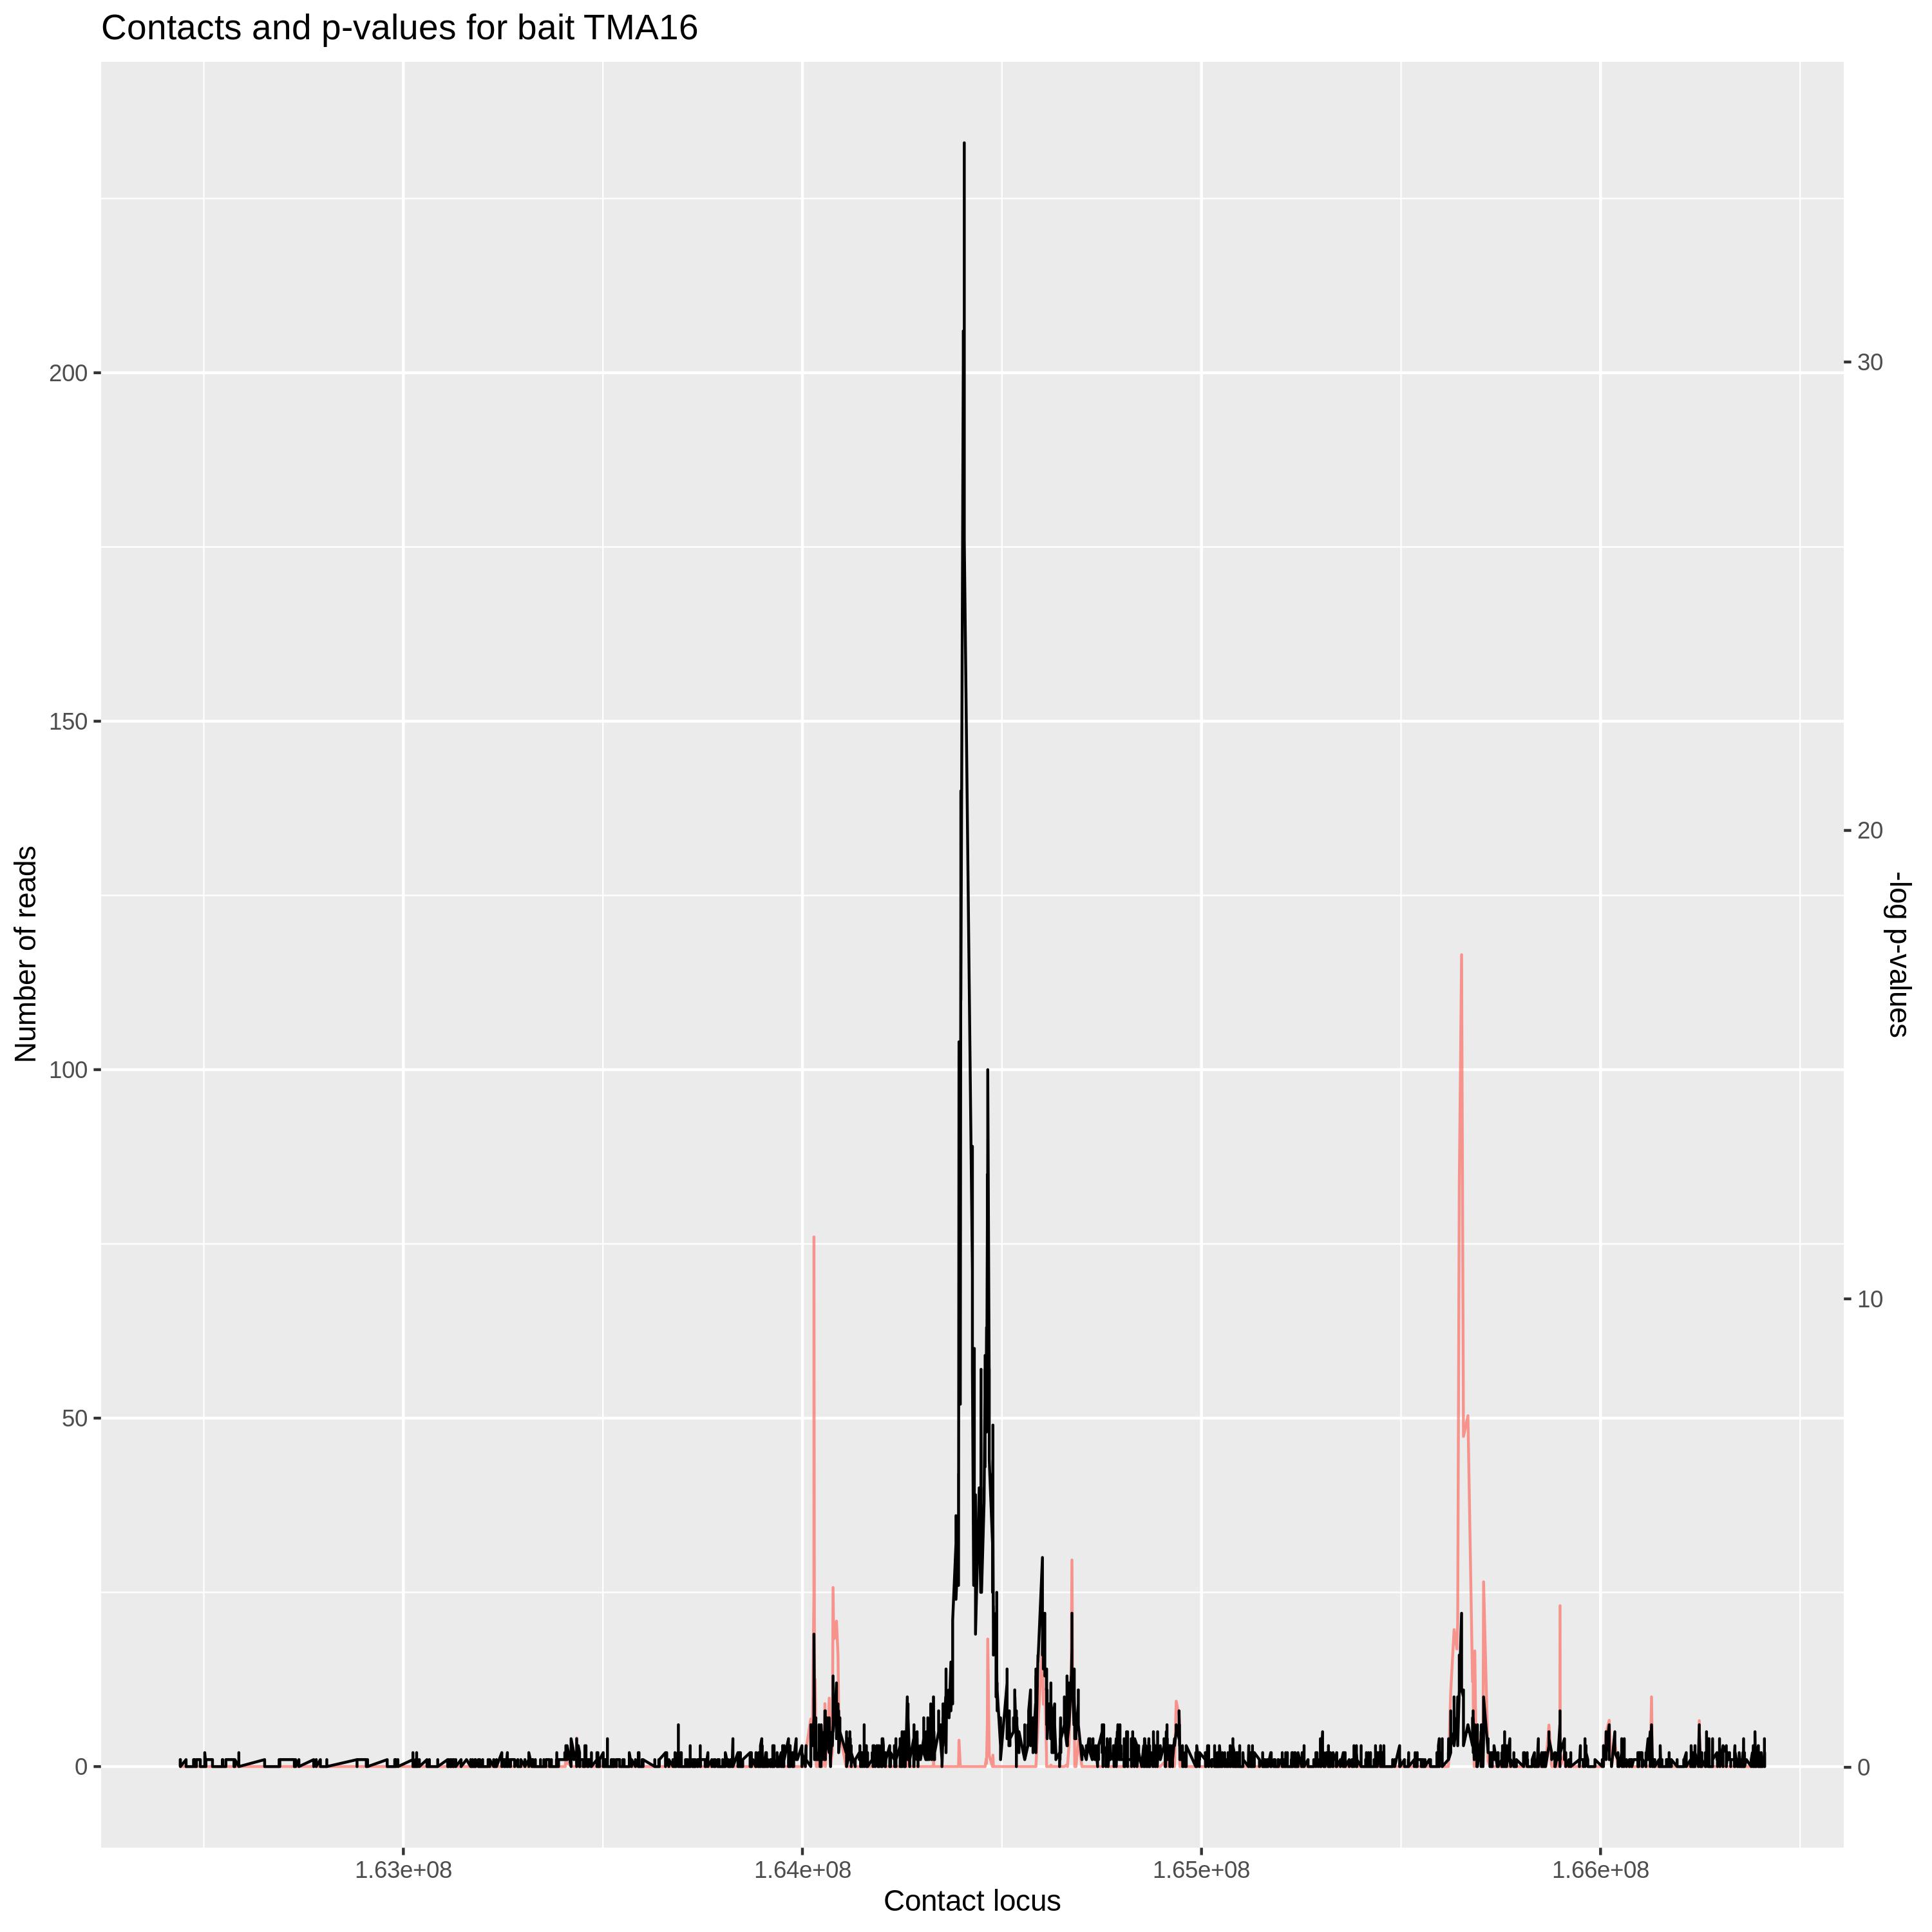 Contacts and p-values for bait TMA16
Number of reads
200
150
100
50
0
30
20
10
0
-log p-values
1.63e+08 1.64e+08 1.65e+08 1.66e+08
Contact locus